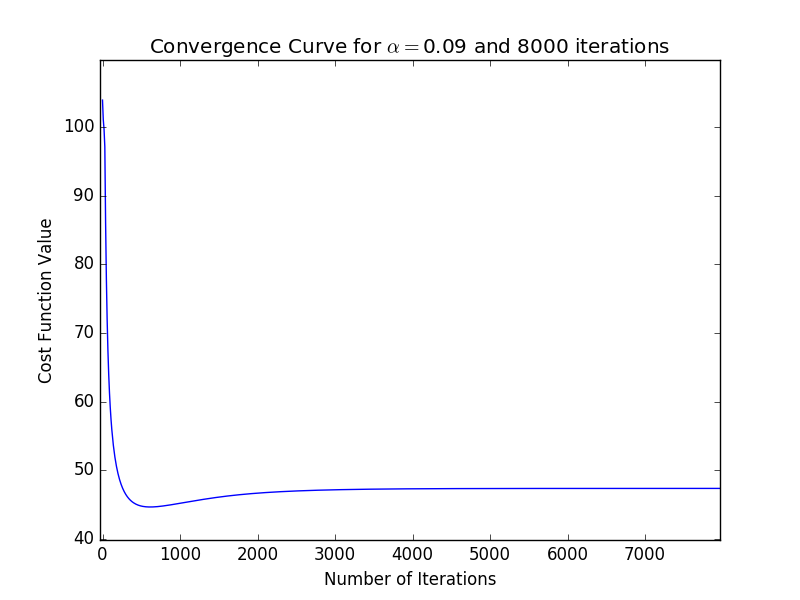 Convergence Curve for α = 0.09 and 8000 iterations
100
90
80
70
60
50
40
Cost Function Value
0 1000 2000 3000 4000 5000 6000 7000
Number of Iterations